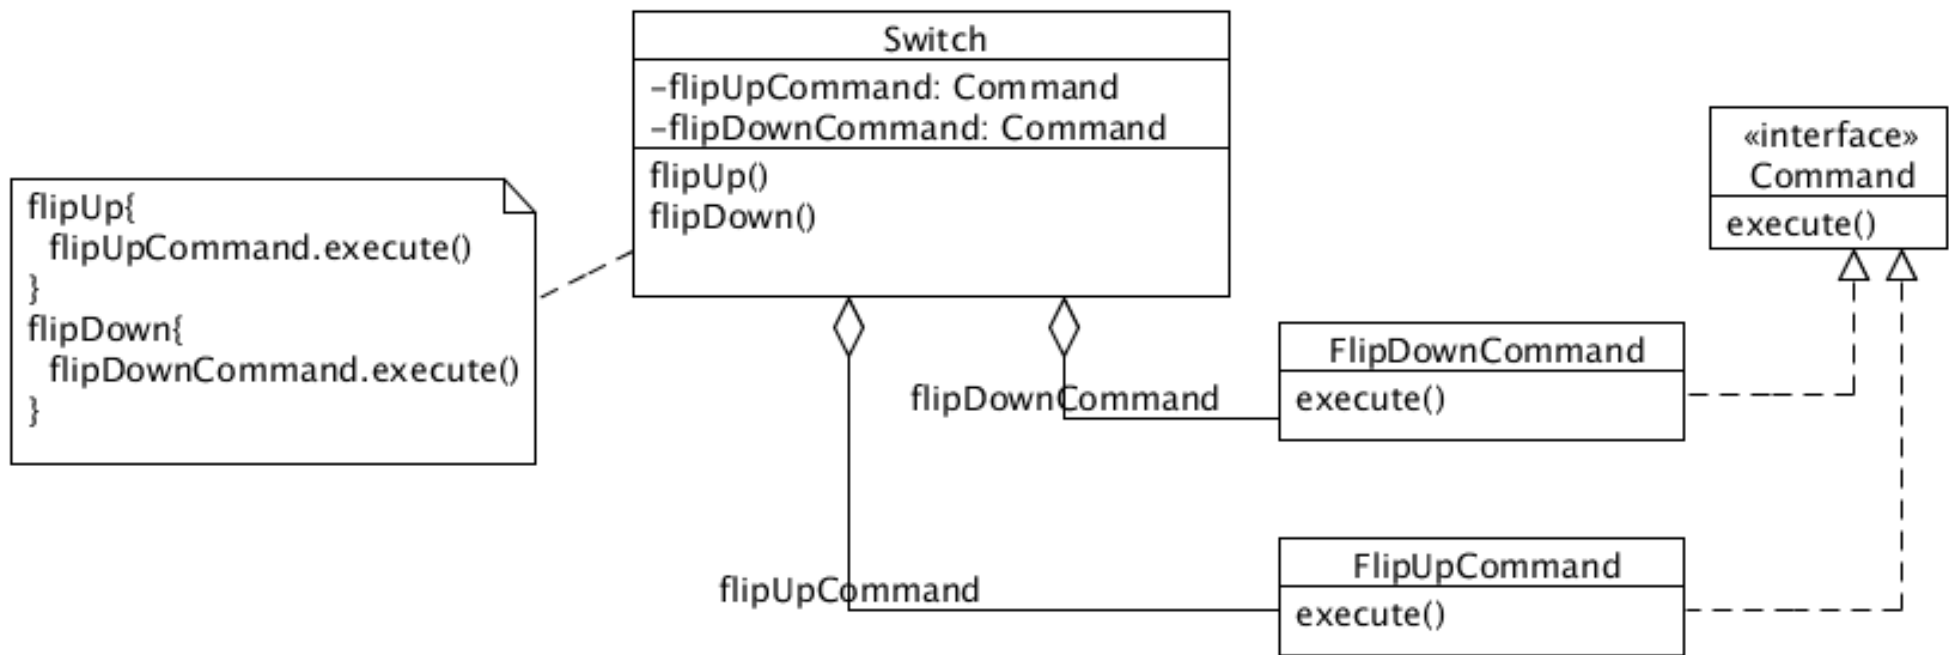 Switch
–flipUpCommand: Command
–flipDownCommand: Command
flipUp()
flipDown()
flipUp{
  flipUpCommand.execute()
}
flipDown{
  flipDownCommand.execute()
}
«interface»
Command
execute()
FlipDownCommand
execute()
flipDownCommand
FlipUpCommand
execute()
flipUpCommand